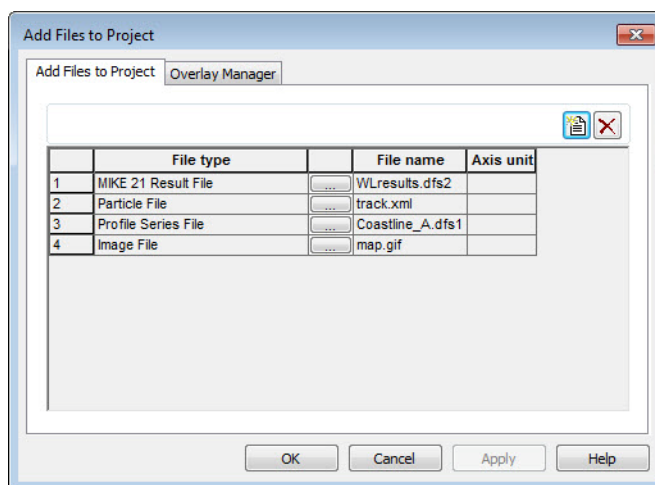 Add Files to Project
Add Files to Project Overlay Manager
File type File name Axis unit
1 MIKE 21 Result File ... WLresults.dfs2
2 Particle File ... track.xml
3 Profile Series File ... Coastline_A.dfs1
4 Image File ... map.gif
OK Cancel Apply Help